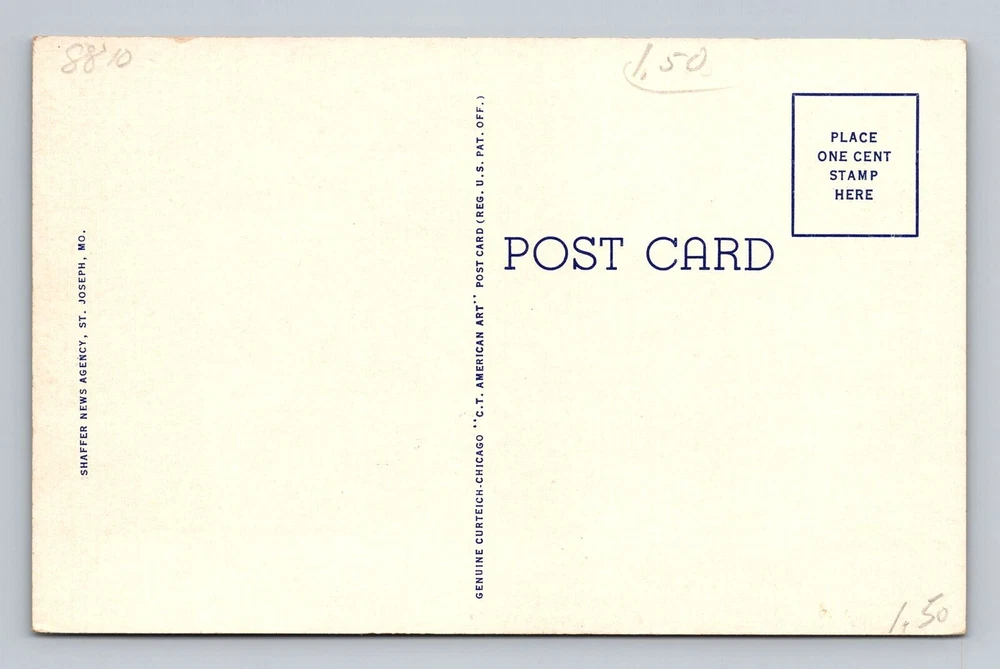 8810
1.50
PLACE
ONE CENT
STAMP
HERE
POST CARD
SHAFFER NEWS AGENCY, ST. JOSEPH, MO.
GENUINE CURTEICH-CHICAGO "C.T. AMERICAN ART" POST CARD (REG. U.S. PAT. OFF.)
1.50